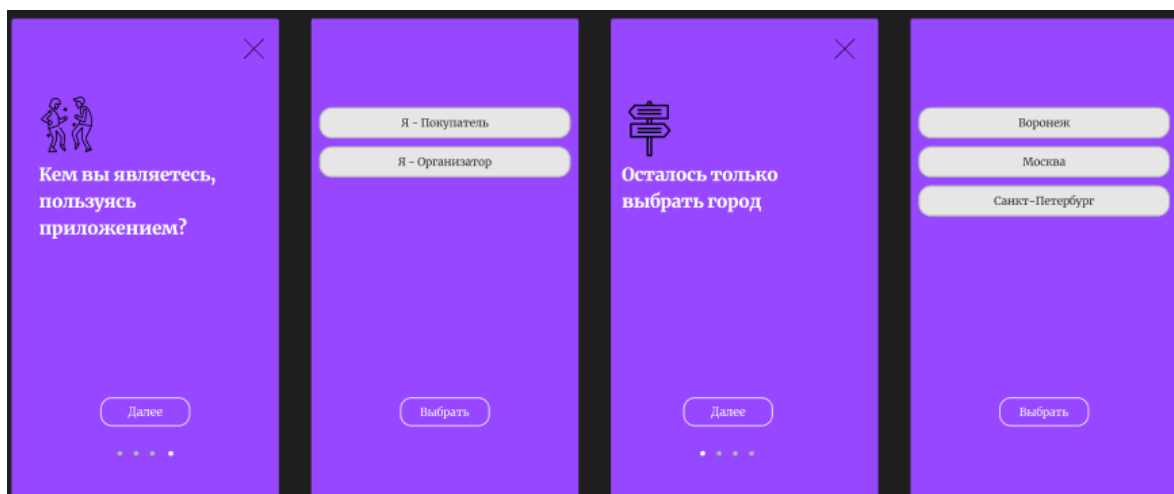 Кем вы являетесь,
пользуясь
приложением?
Далее
Я - Покупатель
Я - Организатор
Выбрать
Осталось только
выбрать город
Далее
Воронеж
Москва
Санкт-Петербург
Выбрать